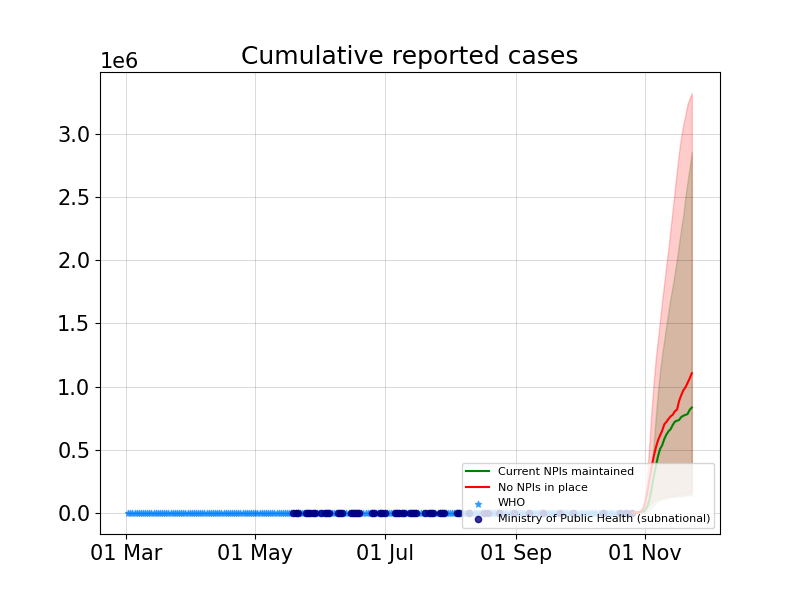 Cumulative reported cases
1e6
3.0
2.5
2.0
1.5
1.0
0.5
0.0
Current NPIs maintained
No NPIs in place
WHO
Ministry of Public Health (subnational)
01 Mar 01 May 01 Jul 01 Sep 01 Nov